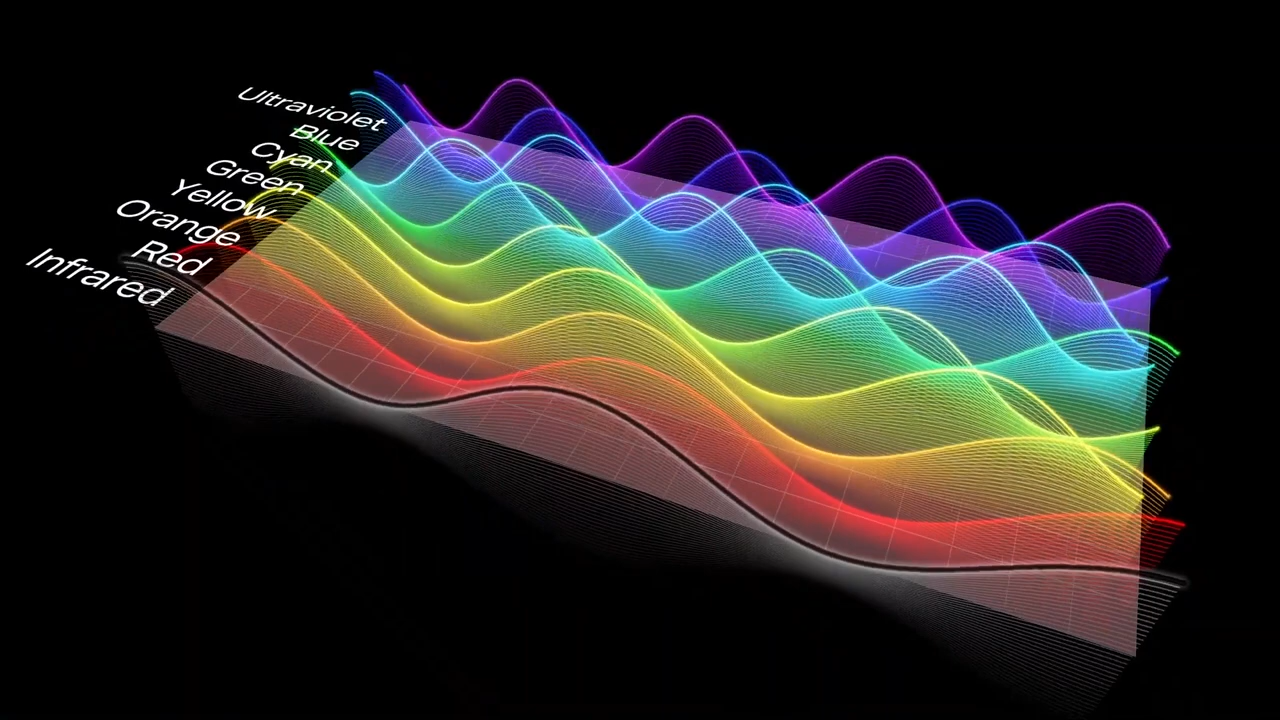 Ultraviolet
Blue
Cyan
Green
Yellow
Orange
Red
Infrared